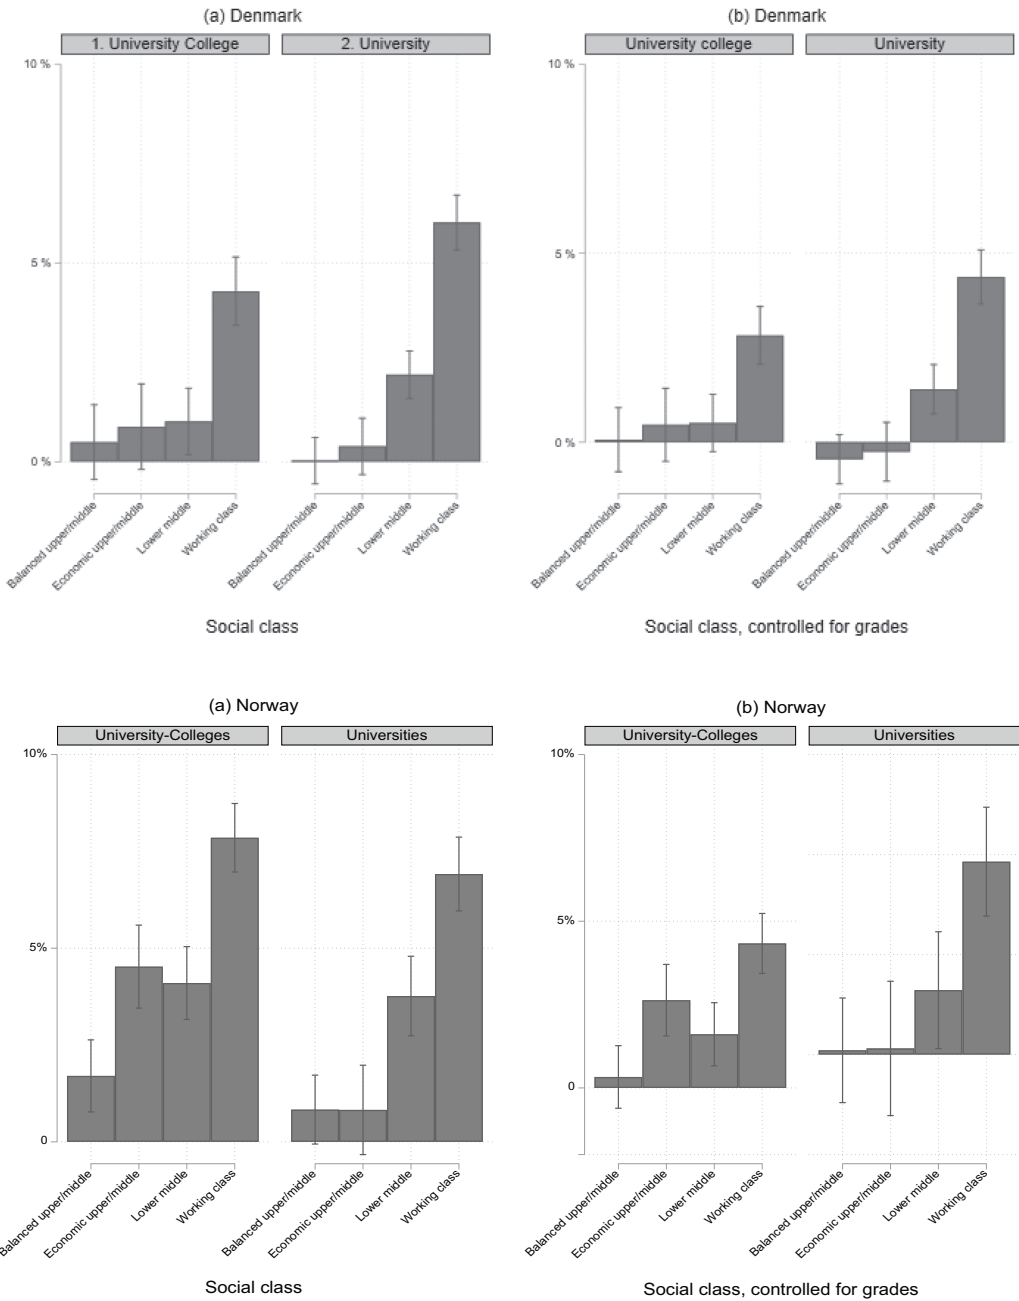 (a) Denmark
1. University College
2. University
10 %
5 %
0 %
Balanced upper/middle
Economic upper/middle
Lower middle
Working class
Balanced upper/middle
Economic upper/middle
Lower middle
Working class
Social class
(b) Denmark
University college
University
10 %
5 %
0 %
Balanced upper/middle
Economic upper/middle
Lower middle
Working class
Balanced upper/middle
Economic upper/middle
Lower middle
Working class
Social class, controlled for grades
(a) Norway
University-Colleges
Universities
10%
5%
0
Balanced upper/middle
Economic upper/middle
Lower middle
Working class
Balanced upper/middle
Economic upper/middle
Lower middle
Working class
Social class
(b) Norway
University-Colleges
Universities
10%
5%
0
Balanced upper/middle
Economic upper/middle
Lower middle
Working class
Balanced upper/middle
Economic upper/middle
Lower middle
Working class
Social class, controlled for grades